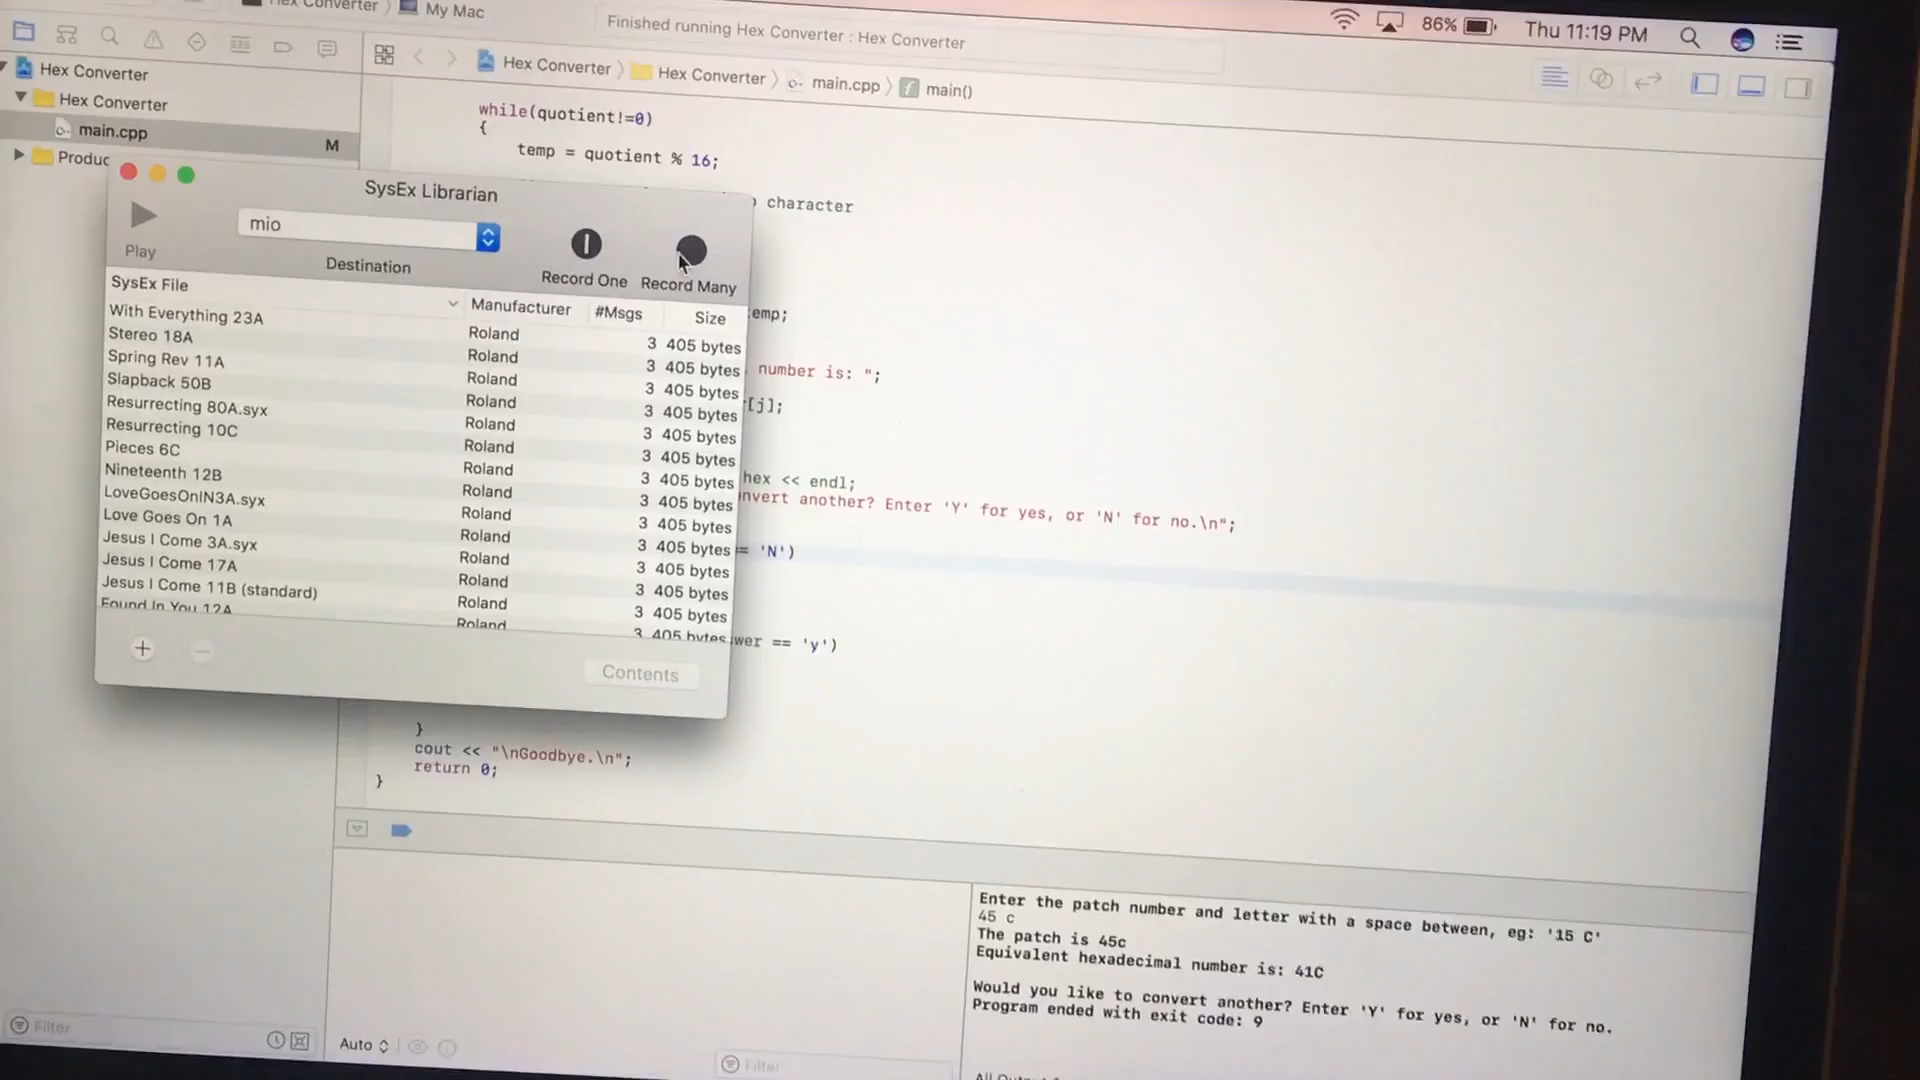 Hex Converter
My Mac
Finished running Hex Converter : Hex Converter
86%
Thu 11:19 PM
Hex Converter
Hex Converter
main.cpp
M
Hex Converter
Hex Converter
main.cpp
main()
while(quotient!=0)
{
temp = quotient % 16;
character
temp;
number is: ";
[j];
hex << endl;
another? Enter 'Y' for yes, or 'N' for no.\n";
= 'N')
== 'y')
}
cout << "\nGoodbye.\n";
return 0;
}
SysEx Librarian
mio
Play
Destination
Record One
Record Many
SysEx File Manufacturer #Msgs Size
With Everything 23A Roland 3 405 bytes
Stereo 18A Roland 3 405 bytes
Spring Rev 11A Roland 3 405 bytes
Slapback 50B Roland 3 405 bytes
Resurrecting 80A.syx Roland 3 405 bytes
Resurrecting 10C Roland 3 405 bytes
Pieces 6C Roland 3 405 bytes
Nineteenth 12B Roland 3 405 bytes
LoveGoesOnIN3A.syx Roland 3 405 bytes
Love Goes On 1A Roland 3 405 bytes
Jesus I Come 3A.syx Roland 3 405 bytes
Jesus I Come 17A Roland 3 405 bytes
Jesus I Come 11B (standard) Roland 3 405 bytes
Found In You 12A Roland 3 405 bytes
Contents
Enter the patch number and letter with a space between, eg: '15 C'
45 c
The patch is 45c
Equivalent hexadecimal number is: 41C
Would you like to convert another? Enter 'Y' for yes, or 'N' for no.
Program ended with exit code: 9
Filter
Auto
Filter